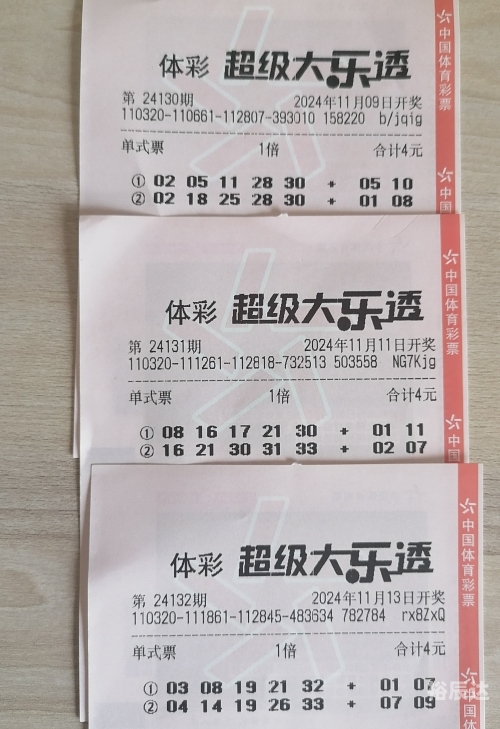 中国体育彩票
体彩 超级大乐透
第 24130期 2024年11月09日开奖
110320-110661-112807-393010 158220 b/jqig
单式票 1倍 合计4元
① 02 05 11 28 30 + 05 10
② 02 18 25 28 30 + 01 08
中国体育彩票
体彩 超级大乐透
第 24131期 2024年11月11日开奖
110320-111261-112818-732513 503558 NG7Kjg
单式票 1倍 合计4元
① 08 16 17 21 30 + 01 11
② 16 21 30 31 33 + 02 07
中国体育彩票
体彩 超级大乐透
第 24132期 2024年11月13日开奖
110320-111861-112845-483634 782784 rx8ZxQ
单式票 1倍 合计4元
① 03 08 19 21 32 + 01 07
② 04 14 19 26 33 + 07 09